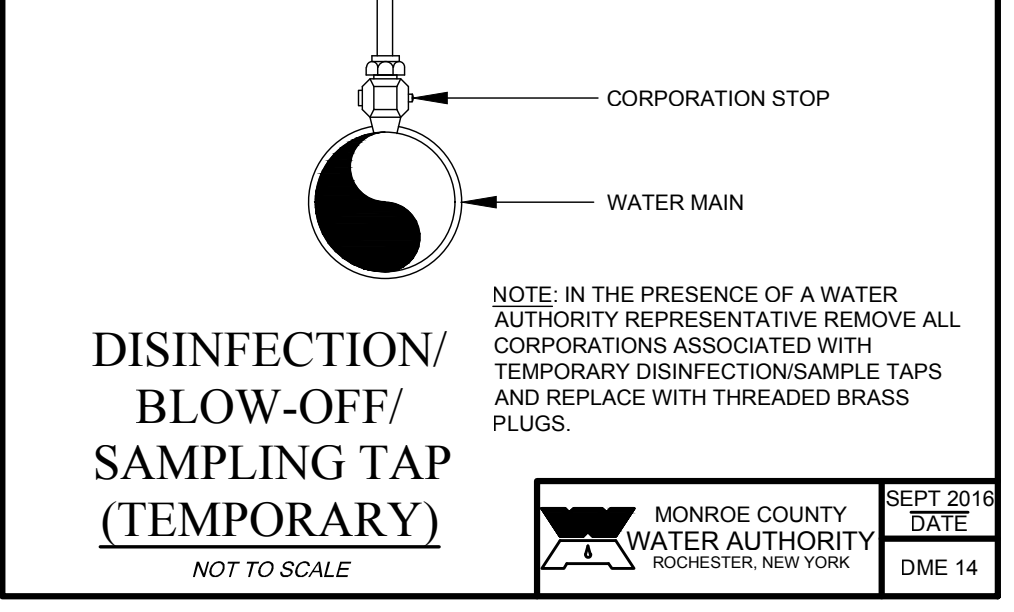 CORPORATION STOP
WATER MAIN
NOTE: IN THE PRESENCE OF A WATER
AUTHORITY REPRESENTATIVE REMOVE ALL
CORPORATIONS ASSOCIATED WITH
TEMPORARY DISINFECTION/SAMPLE TAPS
AND REPLACE WITH THREADED BRASS
PLUGS.
DISINFECTION/
BLOW-OFF/
SAMPLING TAP
(TEMPORARY)
NOT TO SCALE
MONROE COUNTY
WATER AUTHORITY
ROCHESTER, NEW YORK
SEPT 2016
DATE
DME 14